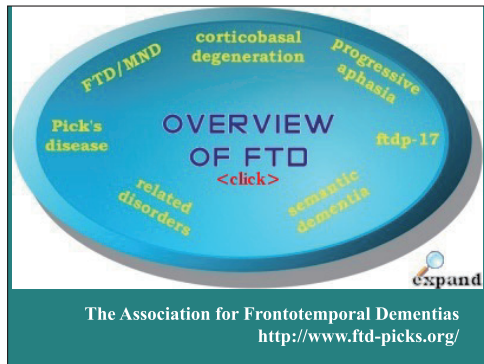 corticobasal
degeneration
FTD/MND
progressive
aphasia
Pick's
disease
OVERVIEW
OF FTD
<click>
ftdp-17
related
disorders
semantic
dementia
expand
The Association for Frontotemporal Dementias
http://www.ftd-picks.org/